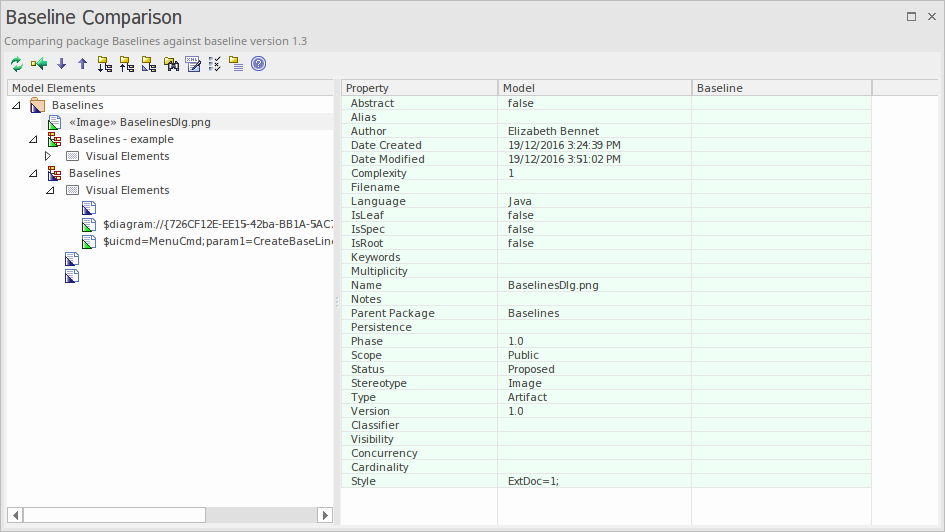 Baseline Comparison
Comparing package Baselines against baseline version 1.3
Model Elements
Baselines
«Image» BaselinesDlg.png
Baselines - example
Visual Elements
Baselines
Visual Elements
$diagram://{726CF12E-EE15-42ba-BB1A-5AC7
$uicmd=MenuCmd;param1=CreateBaseLine
Property Model Baseline
Abstract false
Alias
Author Elizabeth Bennet
Date Created 19/12/2016 3:24:39 PM
Date Modified 19/12/2016 3:51:02 PM
Complexity 1
Filename
Language Java
IsLeaf false
IsSpec false
IsRoot false
Keywords
Multiplicity
Name BaselinesDlg.png
Notes
Parent Package Baselines
Persistence
Phase 1.0
Scope Public
Status Proposed
Stereotype Image
Type Artifact
Version 1.0
Classifier
Visibility
Concurrency
Cardinality
Style ExtDoc=1;